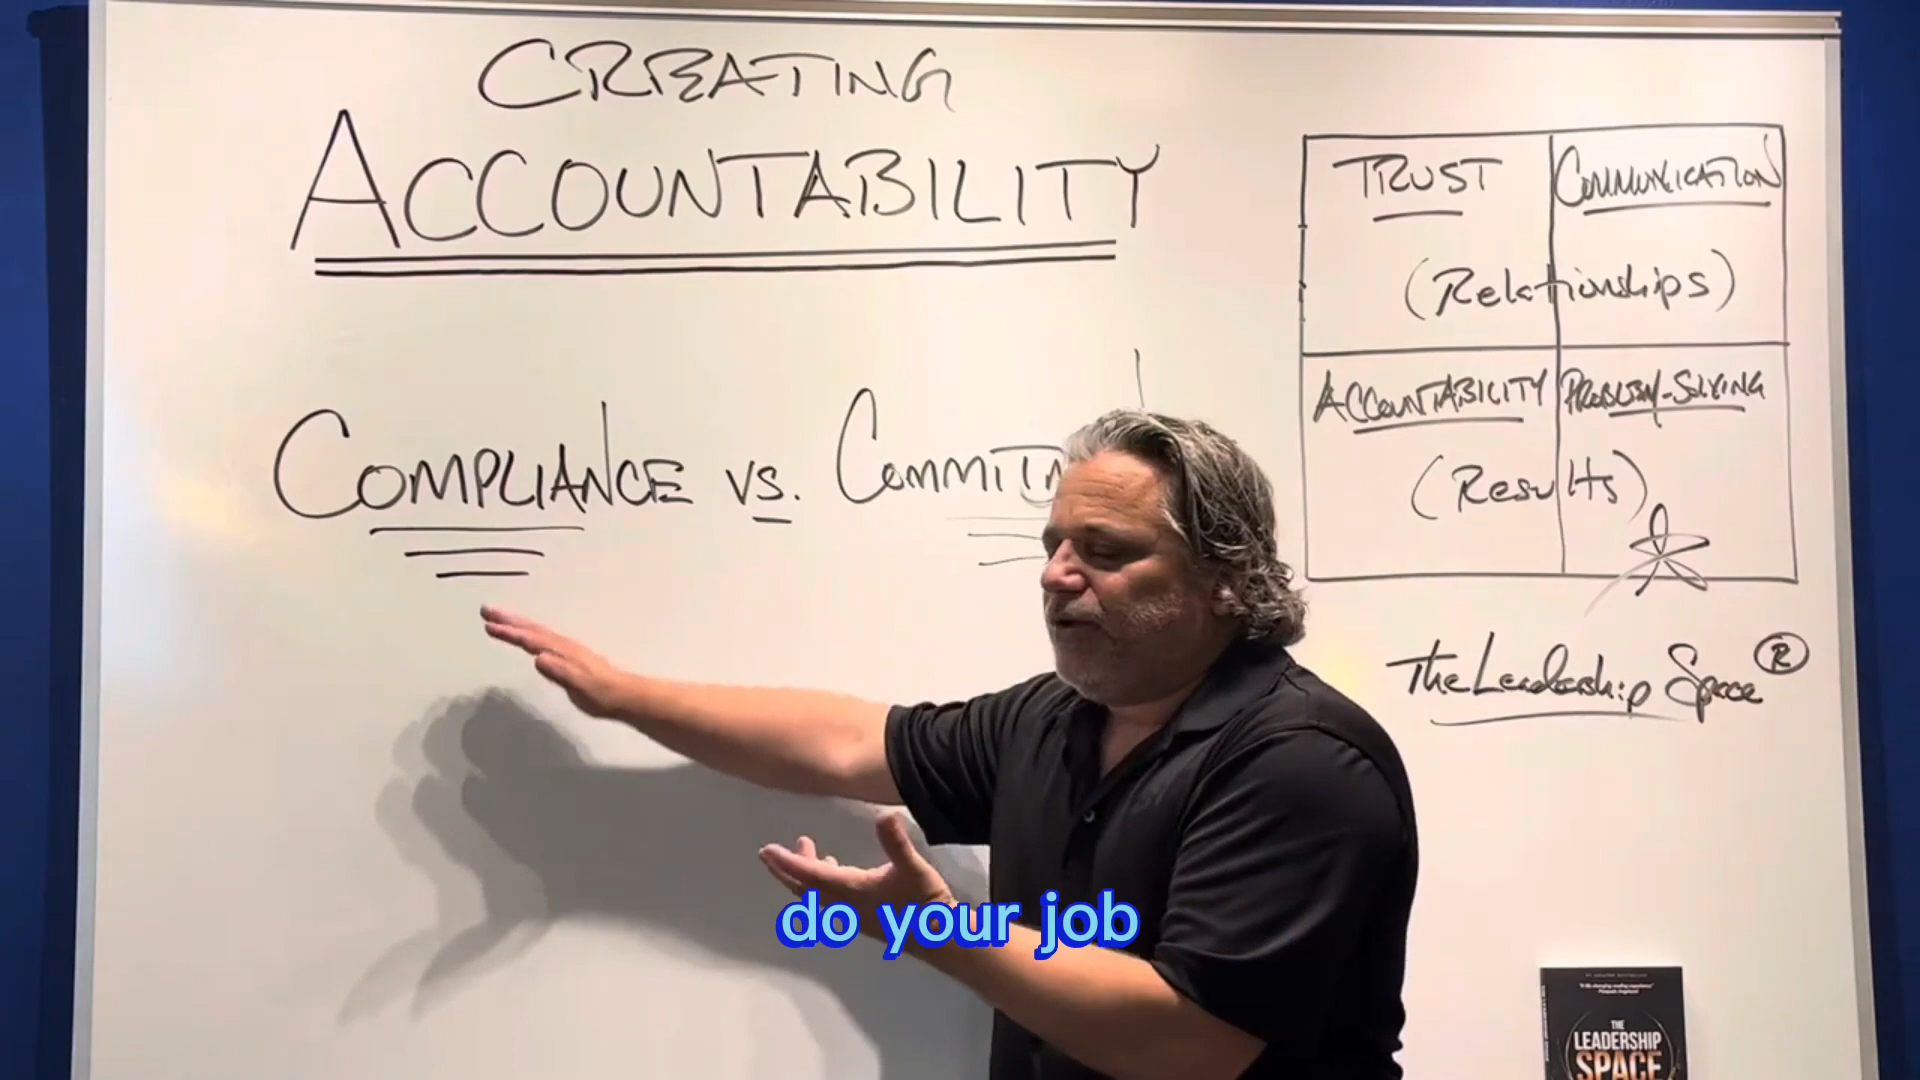 CREATING
ACCOUNTABILITY
COMPLIANCE vs. COMMITM
TRUST
COMMUNICATION
(Relationships)
ACCOUNTABILITY
PROBLEM-SOLVING
(Results)
The Leadership Space ®
do your job
THE
LEADERSHIP
SPACE